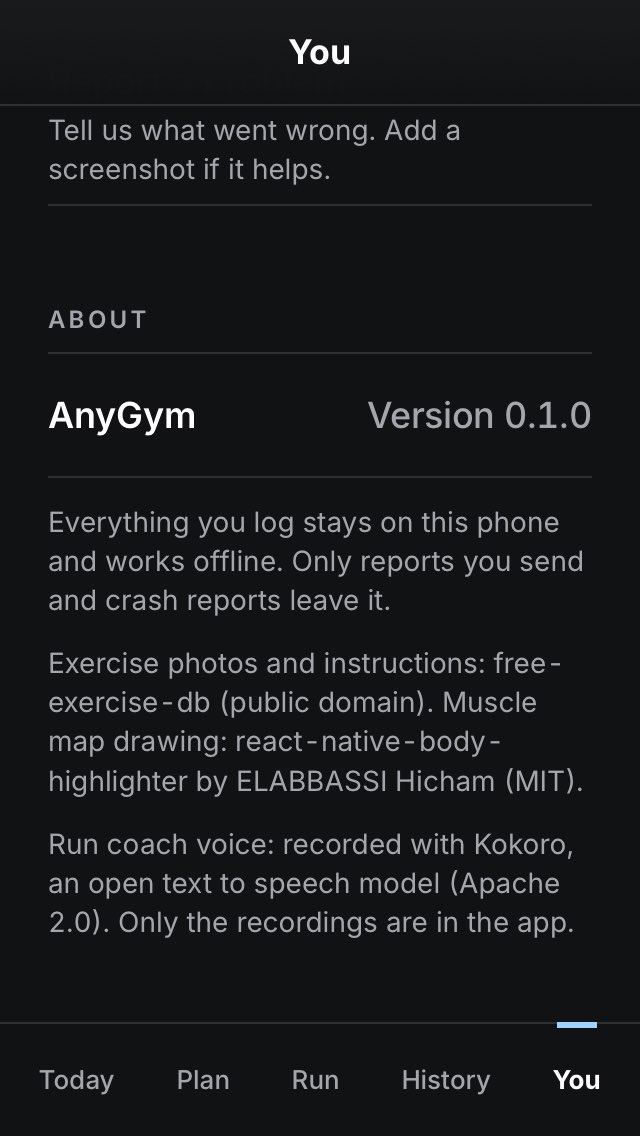 You
Tell us what went wrong. Add a
screenshot if it helps.
ABOUT
AnyGym Version 0.1.0
Everything you log stays on this phone
and works offline. Only reports you send
and crash reports leave it.
Exercise photos and instructions: free-
exercise-db (public domain). Muscle
map drawing: react-native-body-
highlighter by ELABBASSI Hicham (MIT).
Run coach voice: recorded with Kokoro,
an open text to speech model (Apache
2.0). Only the recordings are in the app.
Today Plan Run History You